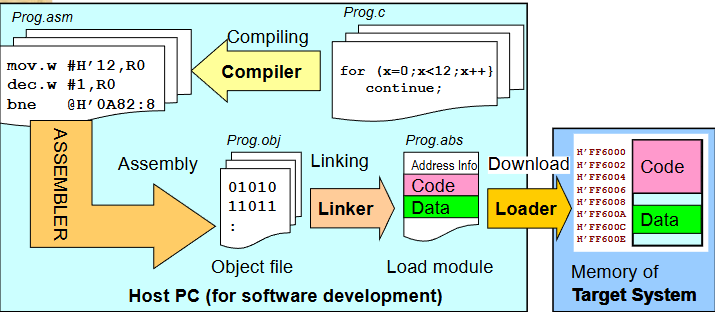 Prog.asm
Prog.c
Compiling
Compiler
mov.w #H'12,R0
dec.w #1,R0
bne @H'0A82:8
for (x=0;x<12;x++}
continue;
ASSEMBLER
Assembly
Prog.obj
01010
11011
:
Object file
Linking
Linker
Prog.abs
Address Info
Code
Data
Load module
Download
Loader
H'FF6000
H'FF6002
H'FF6004
H'FF6006
H'FF6008
H'FF600A
H'FF600C
H'FF600E
Code
Data
Memory of
Target System
Host PC (for software development)